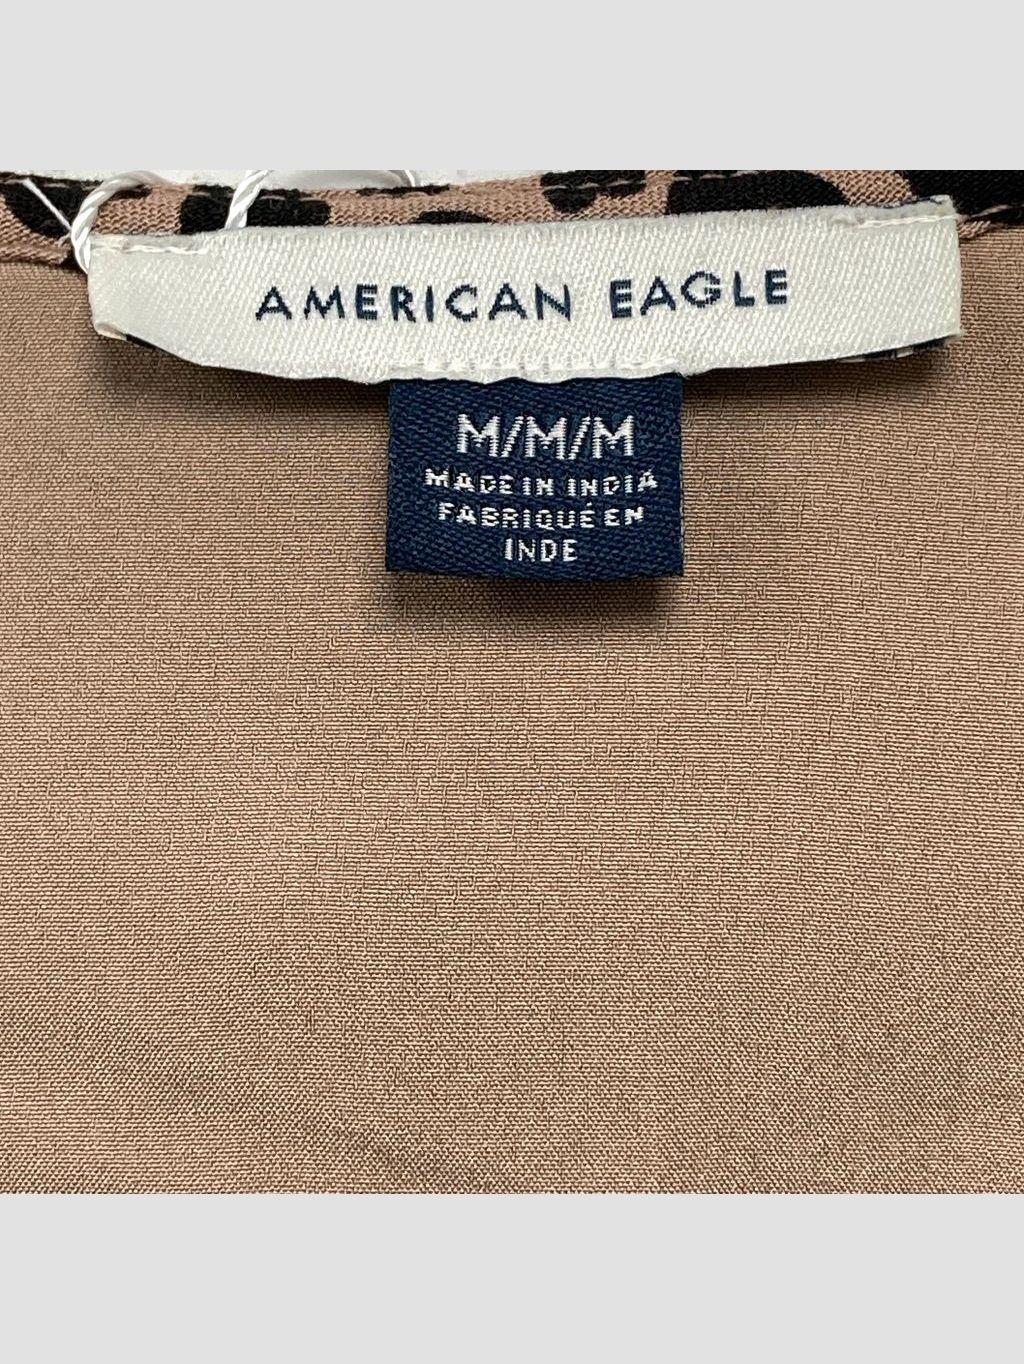 AMERICAN EAGLE
M/M/M
MADE IN INDIA
FABRIQUÉ EN
INDE